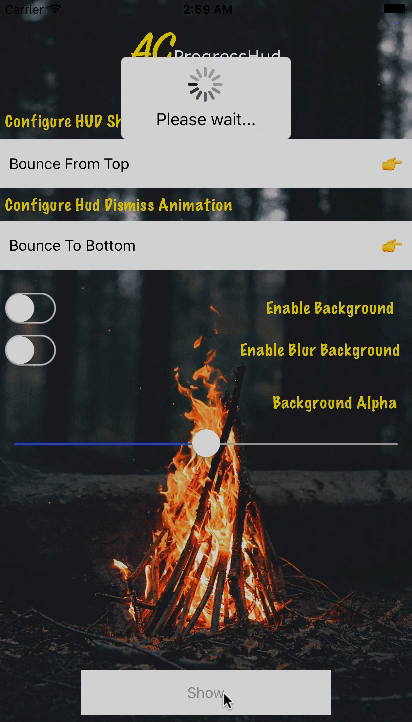 Carrier 2:59 AM
AC ProgressHud
Please wait...
Configure HUD Sh
Bounce From Top
Configure Hud Dismiss Animation
Bounce To Bottom
Enable Background
Enable Blur Background
Background Alpha
Show